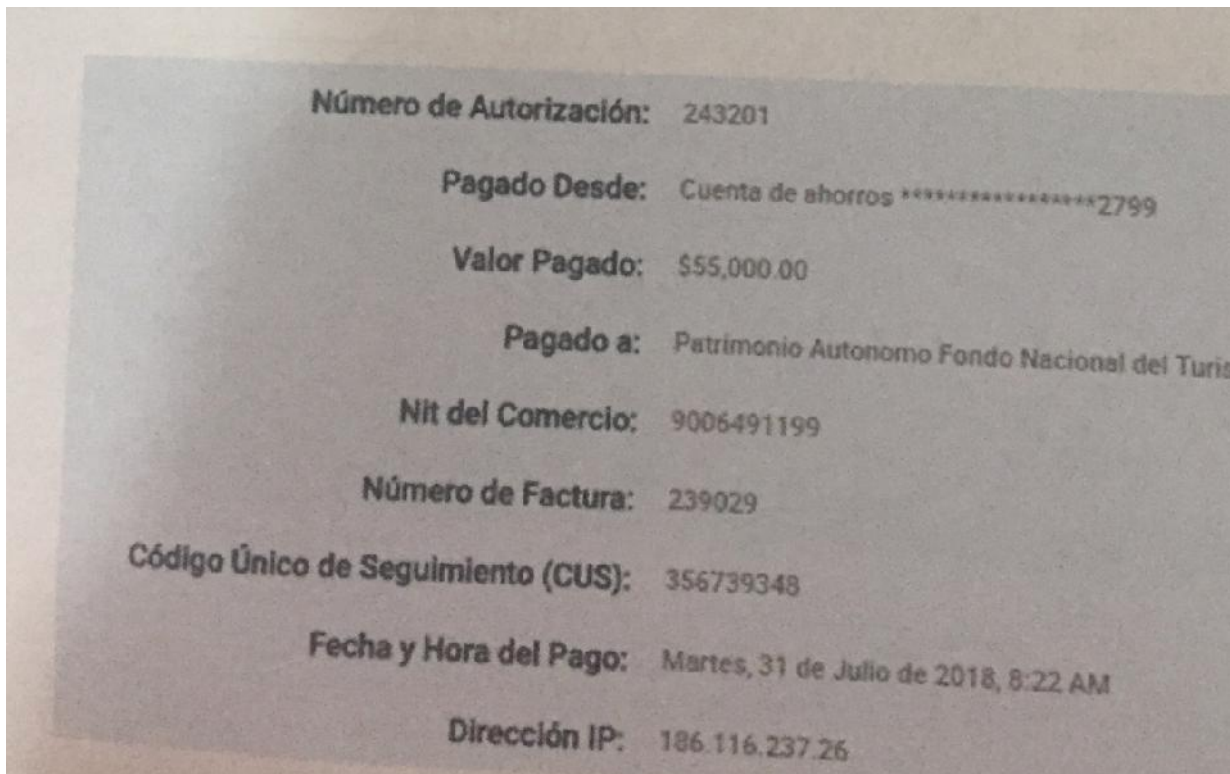 Número de Autorización: 243201
Pagado Desde: Cuenta de ahorros ******************2799
Valor Pagado: $55,000.00
Pagado a: Patrimonio Autonomo Fondo Nacional del Turis
Nit del Comercio: 9006491199
Número de Factura: 239029
Código Único de Seguimiento (CUS): 356739348
Fecha y Hora del Pago: Martes, 31 de Julio de 2018, 8:22 AM
Dirección IP: 186.116.237.26